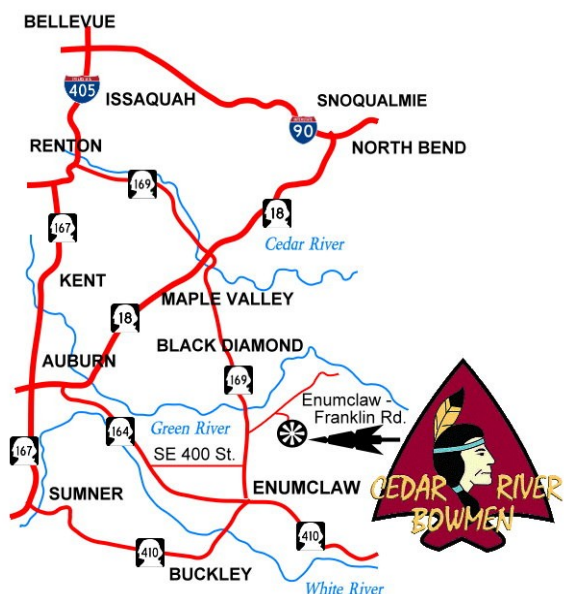 BELLEVUE
405
ISSAQUAH
SNOQUALMIE
90
NORTH BEND
RENTON
169
18
167
Cedar River
KENT
MAPLE VALLEY
18
BLACK DIAMOND
AUBURN
169
Enumclaw -
Franklin Rd.
164
Green River
167
SE 400 St.
SUMNER
ENUMCLAW
CEDAR RIVER
BOWMEN
410
410
BUCKLEY
White River